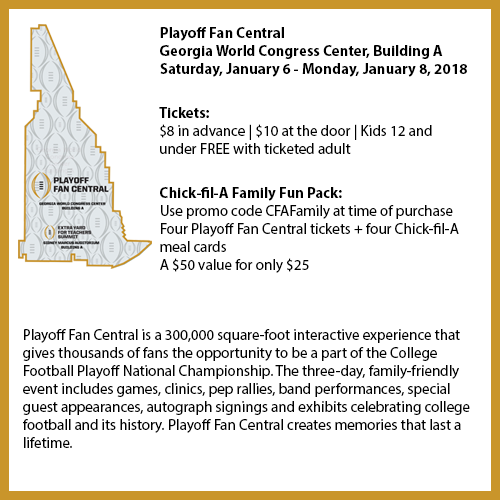 Playoff Fan Central
Georgia World Congress Center, Building A
Saturday, January 6 - Monday, January 8, 2018
Tickets:
$8 in advance | $10 at the door | Kids 12 and
under FREE with ticketed adult
Chick-fil-A Family Fun Pack:
Use promo code CFAFamily at time of purchase
Four Playoff Fan Central tickets + four Chick-fil-A
meal cards
A $50 value for only $25
PLAYOFF
FAN CENTRAL
GEORGIA WORLD CONGRESS CENTER
BUILDING A
EXTRA YARD
FOR TEACHERS
SUMMIT
SIDNEY MARCUS AUDITORIUM
BUILDING A
Playoff Fan Central is a 300,000 square-foot interactive experience that
gives thousands of fans the opportunity to be a part of the College
Football Playoff National Championship. The three-day, family-friendly
event includes games, clinics, pep rallies, band performances, special
guest appearances, autograph signings and exhibits celebrating college
football and its history. Playoff Fan Central creates memories that last a
lifetime.